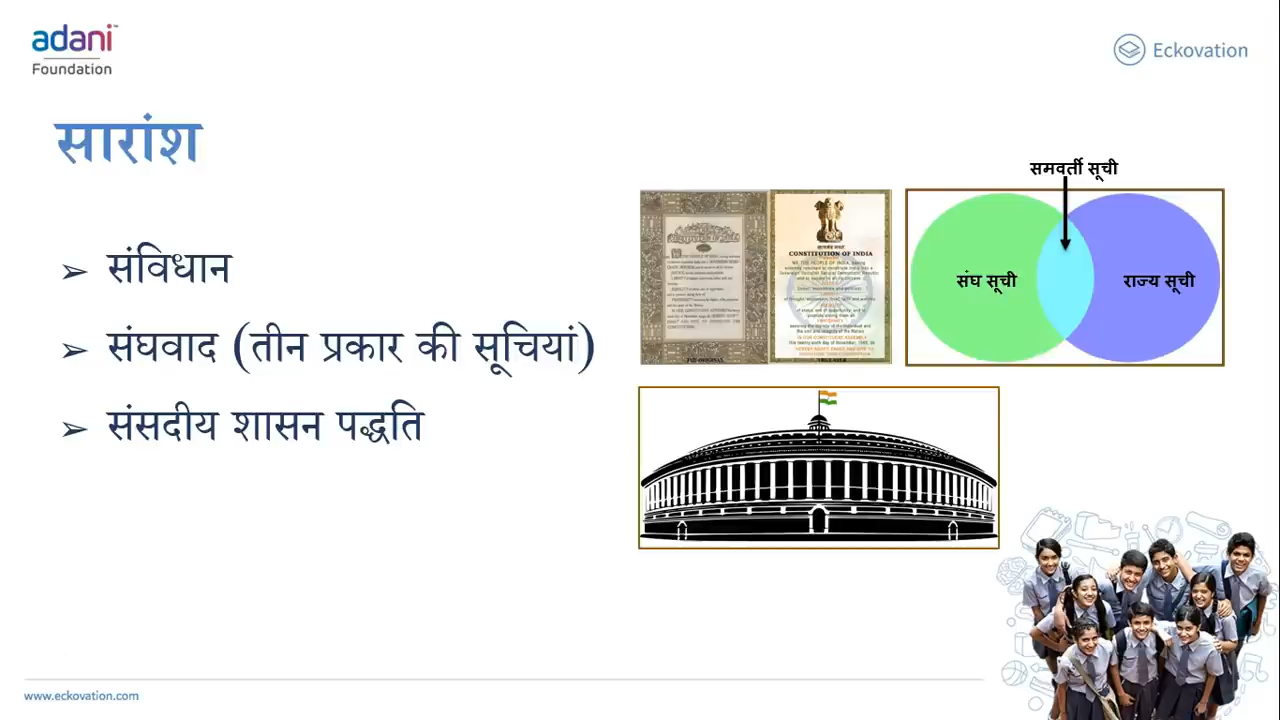 adani
Foundation
Eckovation
सारांश
➢ संविधान
➢ संघवाद (तीन प्रकार की सूचियां)
➢ संसदीय शासन पद्धति
CONSTITUTION OF INDIA
समवर्ती सूची
संघ सूची
राज्य सूची
www.eckovation.com